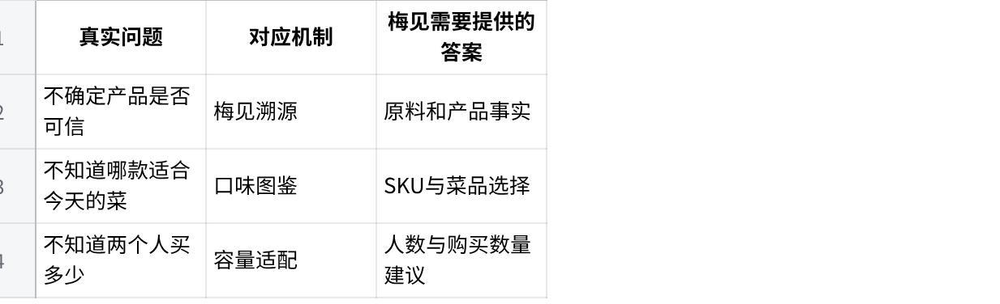 真实问题
对应机制
梅见需要提供的
答案
不确定产品是否
可信
梅见溯源
原料和产品事实
不知道哪款适合
今天的菜
口味图鉴
SKU与菜品选择
不知道两个人买
多少
容量适配
人数与购买数量
建议